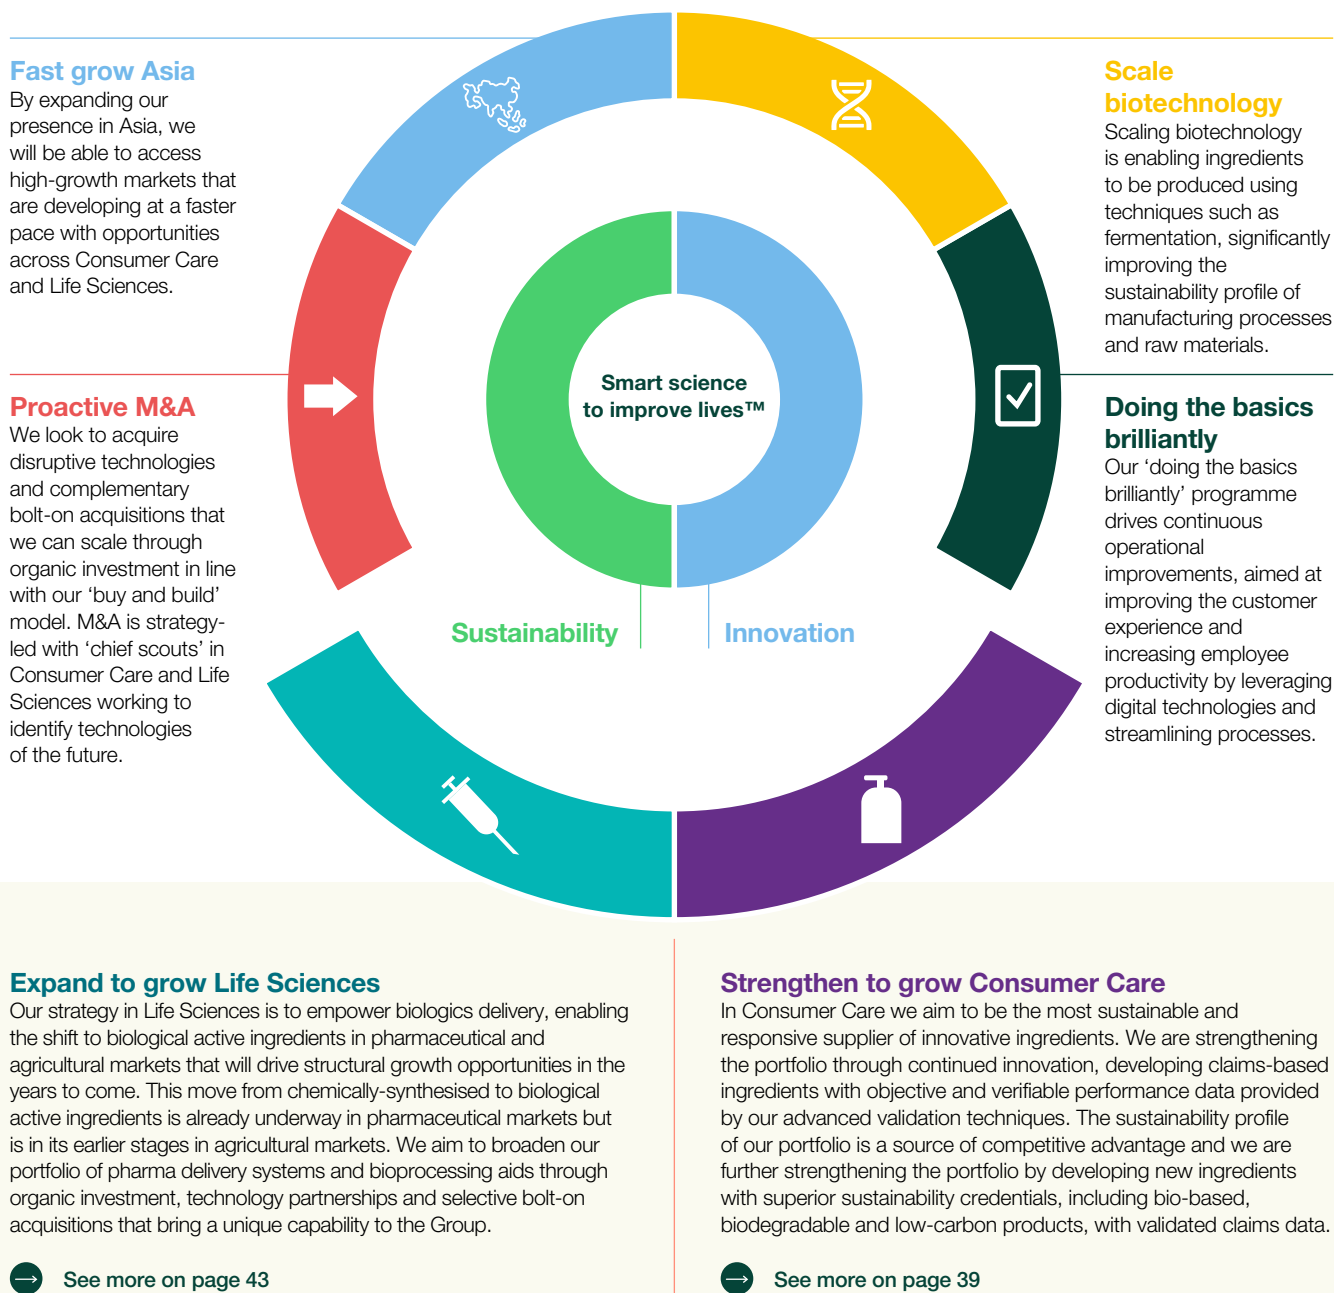 Fast grow Asia
By expanding our
presence in Asia, we
will be able to access
high-growth markets that
are developing at a faster
pace with opportunities
across Consumer Care
and Life Sciences.
Proactive M&A
We look to acquire
disruptive technologies
and complementary
bolt-on acquisitions that
we can scale through
organic investment in line
with our ‘buy and build’
model. M&A is strategy-
led with ‘chief scouts’ in
Consumer Care and Life
Sciences working to
identify technologies
of the future.
Smart science
to improve lives™
Sustainability
Innovation
Scale
biotechnology
Scaling biotechnology
is enabling ingredients
to be produced using
techniques such as
fermentation, significantly
improving the
sustainability profile of
manufacturing processes
and raw materials.
Doing the basics
brilliantly
Our ‘doing the basics
brilliantly’ programme
drives continuous
operational
improvements, aimed at
improving the customer
experience and
increasing employee
productivity by leveraging
digital technologies and
streamlining processes.
Expand to grow Life Sciences
Our strategy in Life Sciences is to empower biologics delivery, enabling
the shift to biological active ingredients in pharmaceutical and
agricultural markets that will drive structural growth opportunities in the
years to come. This move from chemically-synthesised to biological
active ingredients is already underway in pharmaceutical markets but
is in its earlier stages in agricultural markets. We aim to broaden our
portfolio of pharma delivery systems and bioprocessing aids through
organic investment, technology partnerships and selective bolt-on
acquisitions that bring a unique capability to the Group.
See more on page 43
Strengthen to grow Consumer Care
In Consumer Care we aim to be the most sustainable and
responsive supplier of innovative ingredients. We are strengthening
the portfolio through continued innovation, developing claims-based
ingredients with objective and verifiable performance data provided
by our advanced validation techniques. The sustainability profile
of our portfolio is a source of competitive advantage and we are
further strengthening the portfolio by developing new ingredients
with superior sustainability credentials, including bio-based,
biodegradable and low-carbon products, with validated claims data.
See more on page 39